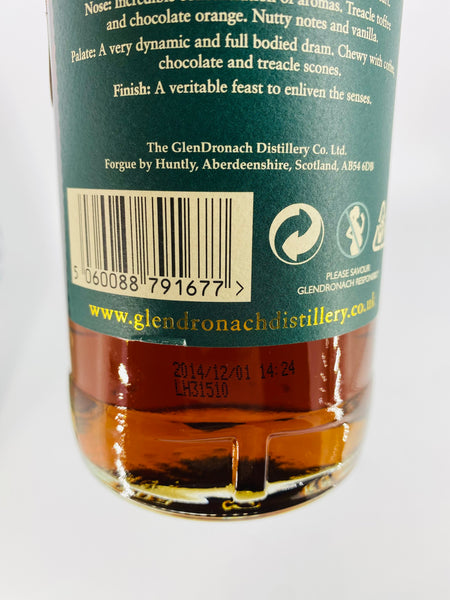 Nose: Incredible of aromas. Treacle toffee
and chocolate orange. Nutty notes and vanilla.
Palate: A very dynamic and full bodied dram. Chewy with coffee,
chocolate and treacle scones.
Finish: A veritable feast to enliven the senses.
The GlenDronach Distillery Co. Ltd.
Forgue by Huntly, Aberdeenshire, Scotland, AB54 6DB
5 060088 791677 >
PLEASE SAVOUR
GLENDRONACH RESPONSIBLY
www.glendronachdistillery.co.uk
2014/12/01 14:24
LH31510